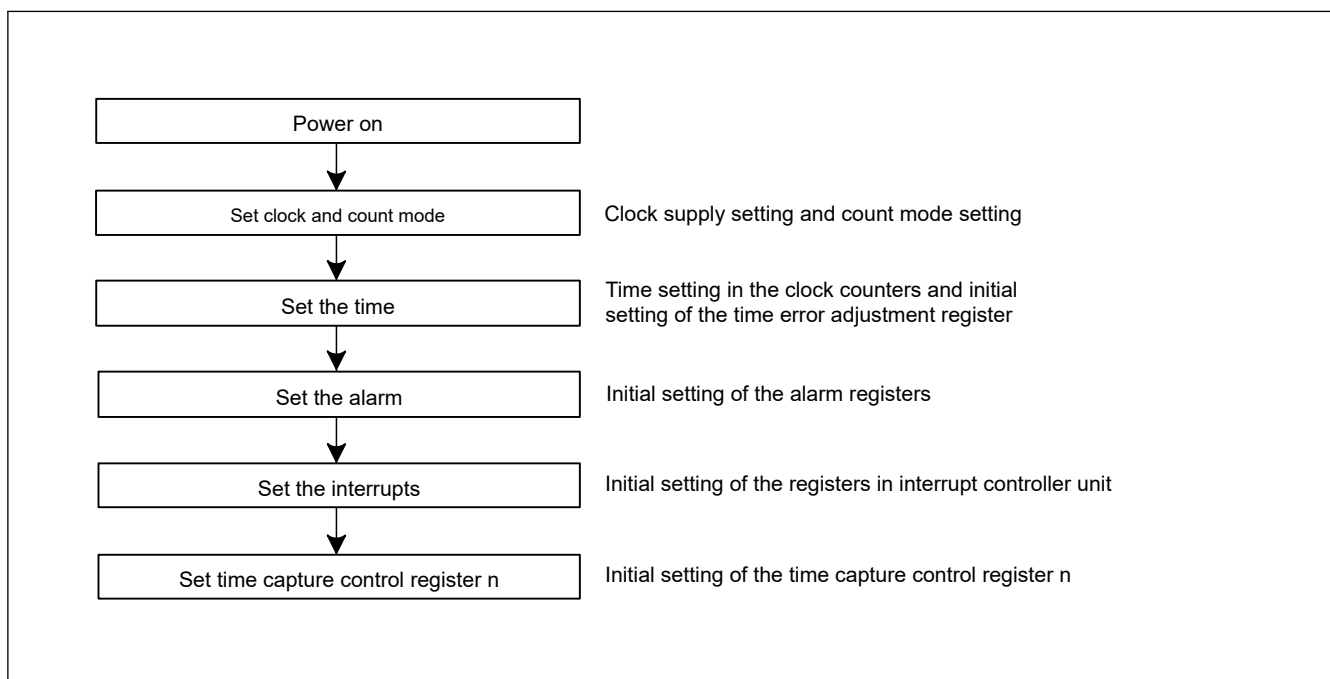 Power on
Set clock and count mode
Clock supply setting and count mode setting
Set the time
Time setting in the clock counters and initial
setting of the time error adjustment register
Set the alarm
Initial setting of the alarm registers
Set the interrupts
Initial setting of the registers in interrupt controller unit
Set time capture control register n
Initial setting of the time capture control register n